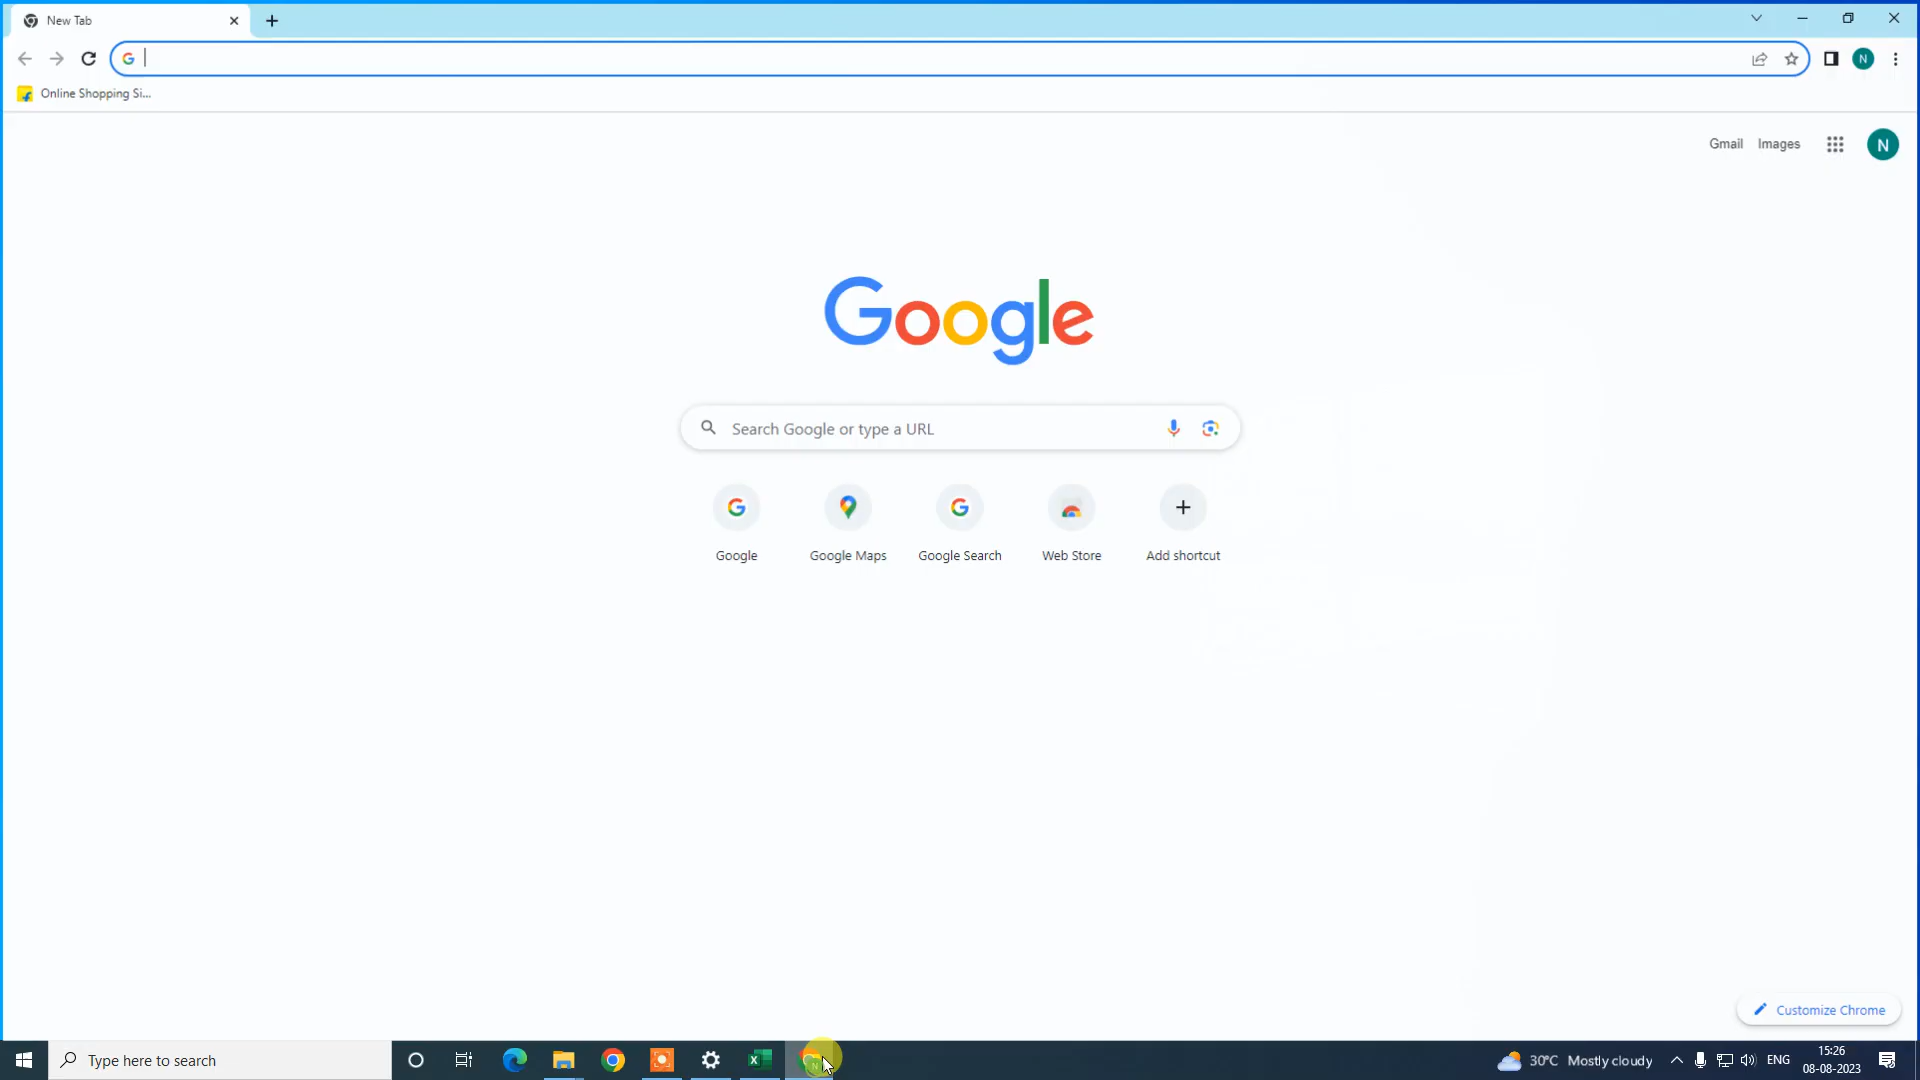 New Tab
Online Shopping Si...
Gmail Images
N
Google
Search Google or type a URL
Google
Google Maps
Google Search
Web Store
Add shortcut
Customize Chrome
Type here to search
30°C Mostly cloudy
ENG
15:26
08-08-2023